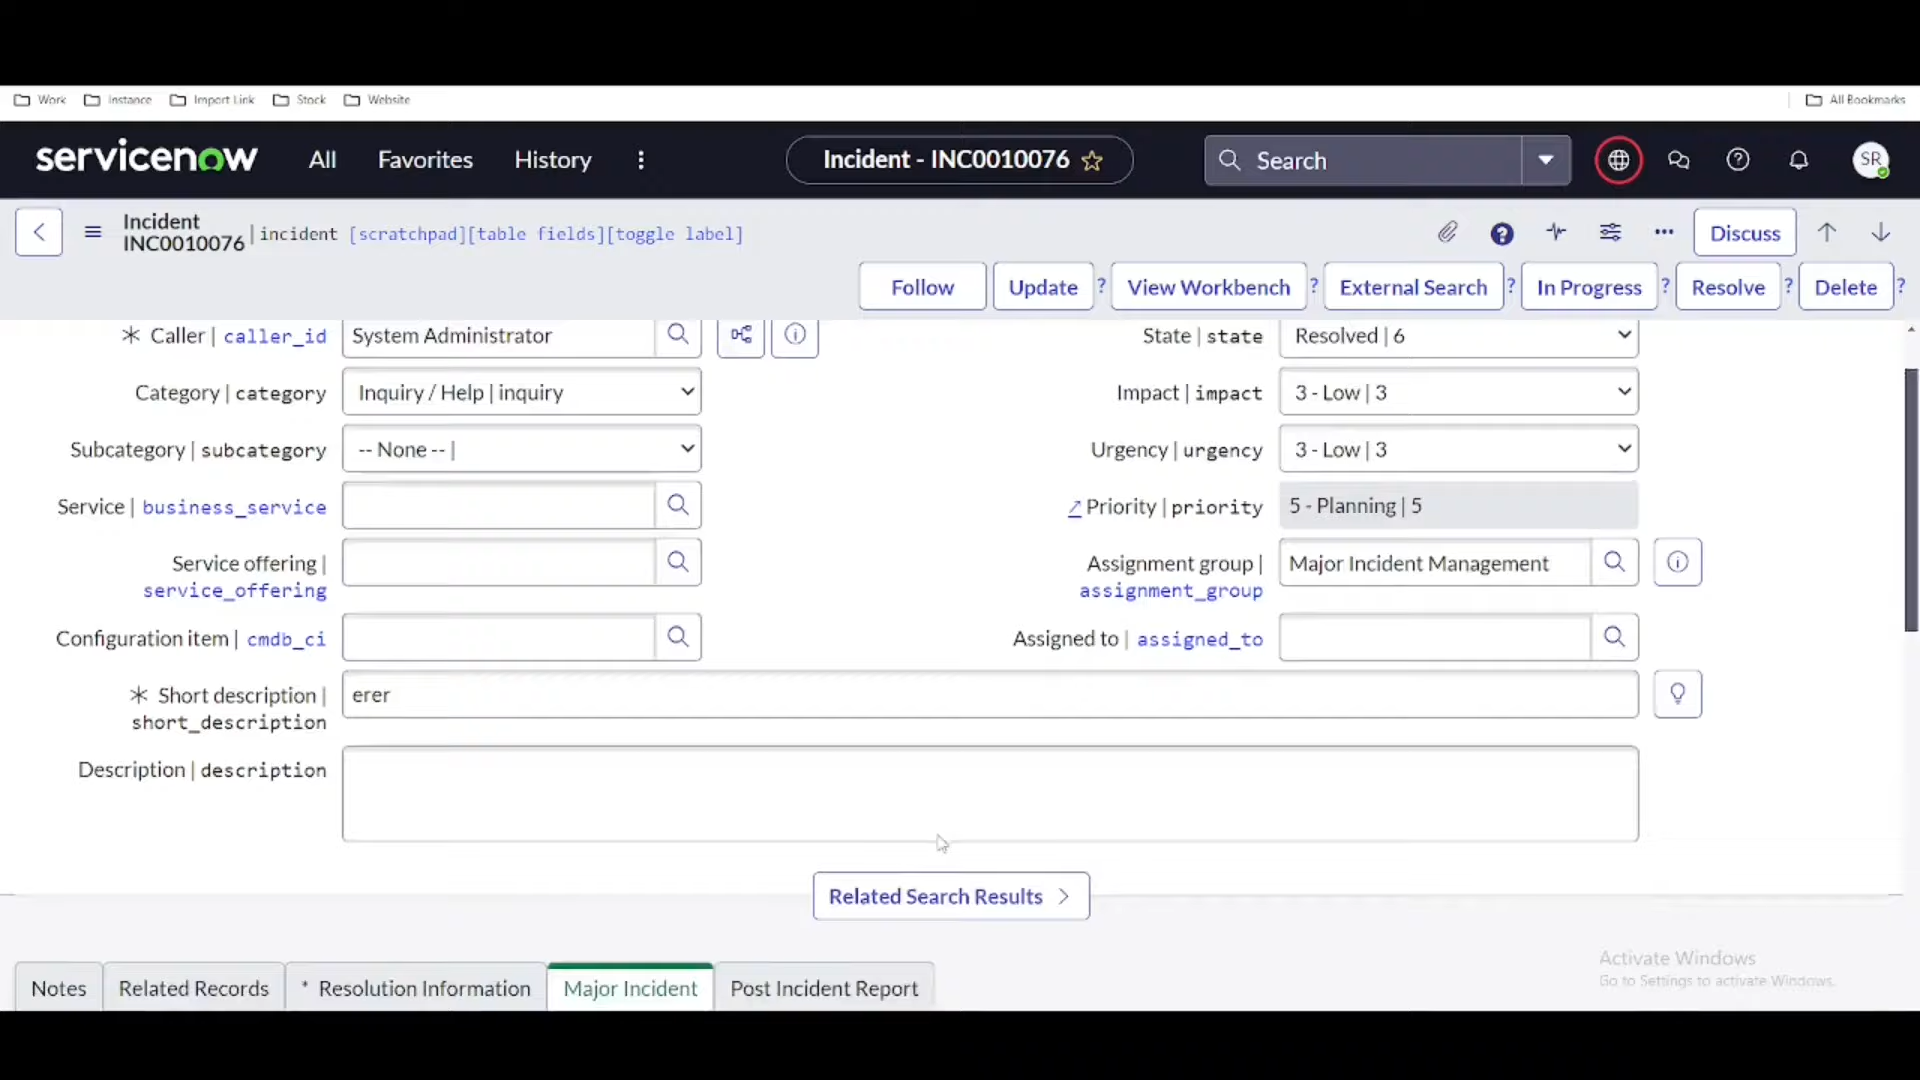 Work Instance Import Link Stock Website All Bookmarks
servicenow All Favorites History Incident - INC0010076 Search SR
Incident
INC0010076 | incident [scratchpad][table fields][toggle label] Discuss
Follow Update ? View Workbench ? External Search ? In Progress ? Resolve ? Delete ?
* Caller | caller_id System Administrator State | state Resolved | 6
Category | category Inquiry / Help | inquiry Impact | impact 3 - Low | 3
Subcategory | subcategory -- None -- | Urgency | urgency 3 - Low | 3
Service | business_service Priority | priority 5 - Planning | 5
Service offering | service_offering Assignment group | assignment_group Major Incident Management
Configuration item | cmdb_ci Assigned to | assigned_to
* Short description | short_description erer
Description | description
Related Search Results
Activate Windows
Go to Settings to activate Windows.
Notes Related Records * Resolution Information Major Incident Post Incident Report